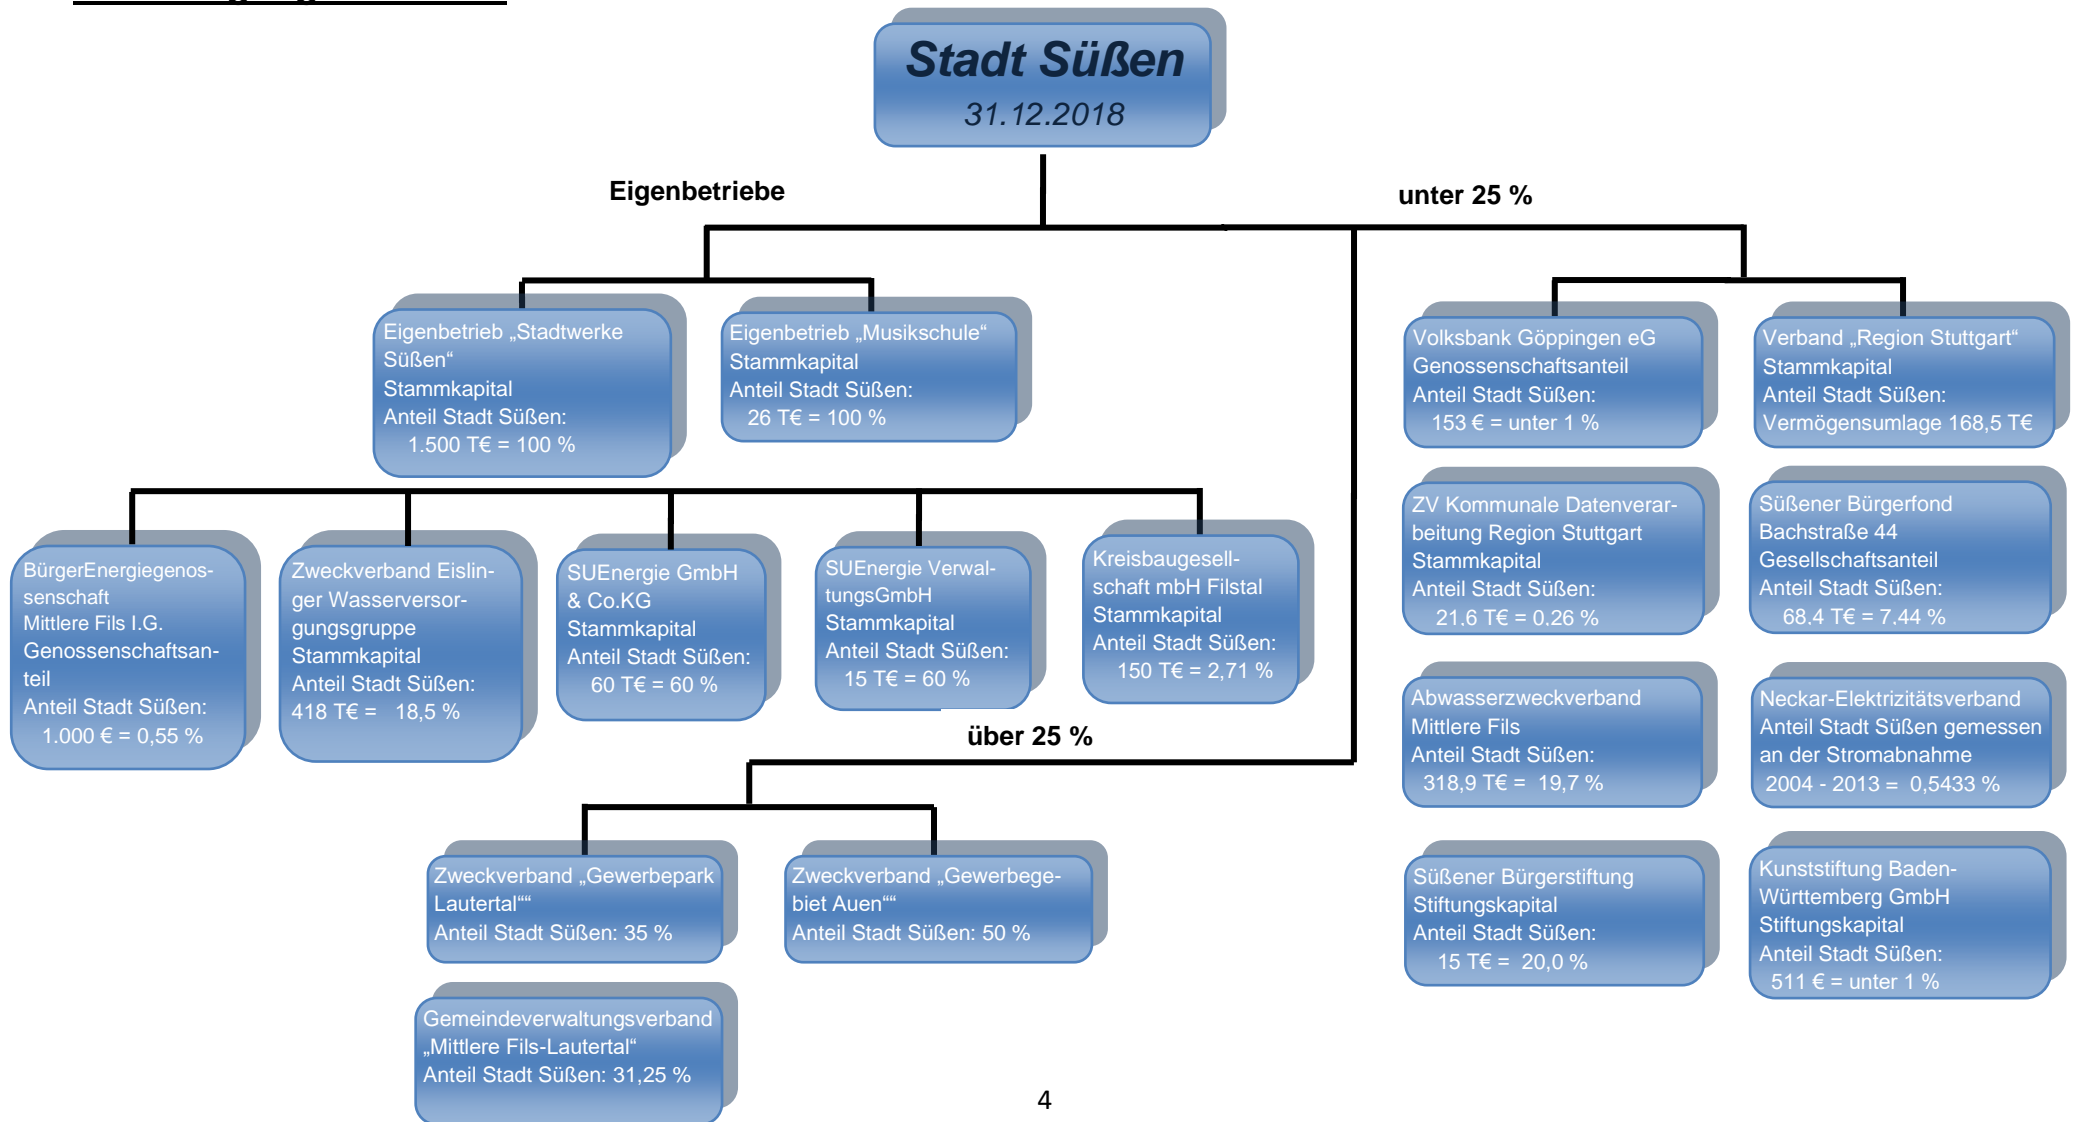 Stadt Süßen
31.12.2018
Eigenbetriebe
unter 25 %
Eigenbetrieb „Stadtwerke
Süßen“
Stammkapital
Anteil Stadt Süßen:
1.500 T€ = 100 %
Eigenbetrieb „Musikschule“
Stammkapital
Anteil Stadt Süßen:
26 T€ = 100 %
Volksbank Göppingen eG
Genossenschaftsanteil
Anteil Stadt Süßen:
153 € = unter 1 %
Verband „Region Stuttgart“
Stammkapital
Anteil Stadt Süßen:
Vermögensumlage 168,5 T€
BürgerEnergiegenos-
senschaft
Mittlere Fils I.G.
Genossenschaftsan-
teil
Anteil Stadt Süßen:
1.000 € = 0,55 %
Zweckverband Eislin-
ger Wasserversor-
gungsgruppe
Stammkapital
Anteil Stadt Süßen:
418 T€ = 18,5 %
SUEnergie GmbH
& Co.KG
Stammkapital
Anteil Stadt Süßen:
60 T€ = 60 %
SUEnergie Verwal-
tungsGmbH
Stammkapital
Anteil Stadt Süßen:
15 T€ = 60 %
Kreisbaugesell-
schaft mbH Filstal
Stammkapital
Anteil Stadt Süßen:
150 T€ = 2,71 %
ZV Kommunale Datenverar-
beitung Region Stuttgart
Stammkapital
Anteil Stadt Süßen:
21,6 T€ = 0,26 %
Süßener Bürgerfond
Bachstraße 44
Gesellschaftsanteil
Anteil Stadt Süßen:
68,4 T€ = 7,44 %
Abwasserzweckverband
Mittlere Fils
Anteil Stadt Süßen:
318,9 T€ = 19,7 %
Neckar-Elektrizitätsverband
Anteil Stadt Süßen gemessen
an der Stromabnahme
2004 - 2013 = 0,5433 %
über 25 %
Zweckverband „Gewerbepark
Lautertal““
Anteil Stadt Süßen: 35 %
Zweckverband „Gewerbege-
biet Auen““
Anteil Stadt Süßen: 50 %
Süßener Bürgerstiftung
Stiftungskapital
Anteil Stadt Süßen:
15 T€ = 20,0 %
Kunststiftung Baden-
Württemberg GmbH
Stiftungskapital
Anteil Stadt Süßen:
511 € = unter 1 %
Gemeindeverwaltungsverband
„Mittlere Fils-Lautertal“
Anteil Stadt Süßen: 31,25 %
4